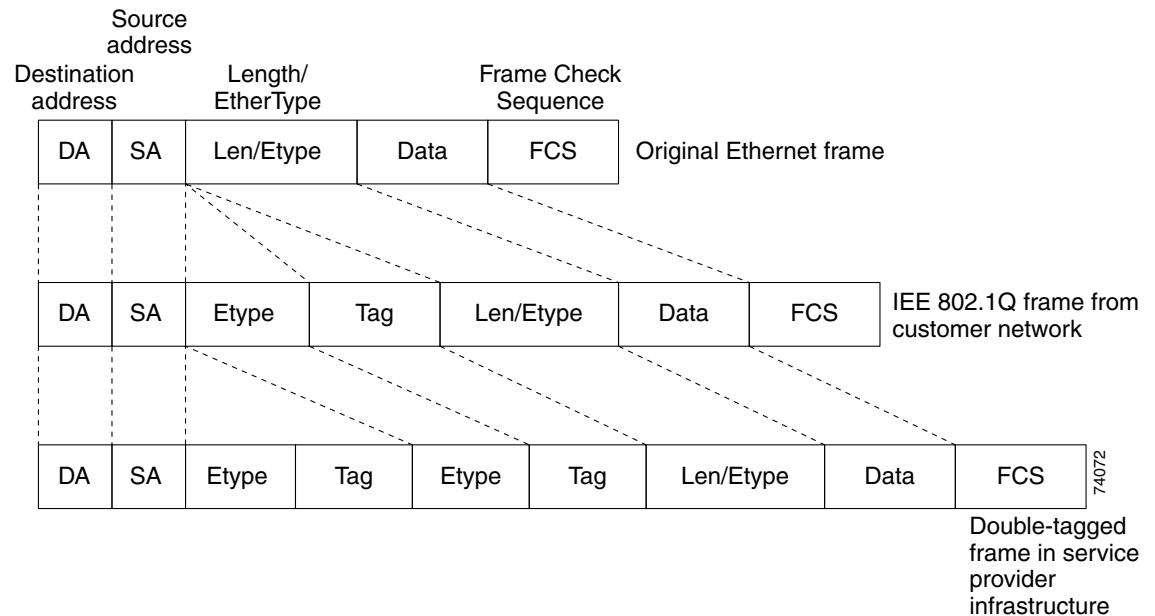 Source
address
Destination
address
Length/
EtherType
Frame Check
Sequence
DA SA Len/Etype Data FCS Original Ethernet frame
DA SA Etype Tag Len/Etype Data FCS
IEE 802.1Q frame from
customer network
DA SA Etype Tag Etype Tag Len/Etype Data FCS
74072
Double-tagged
frame in service
provider
infrastructure